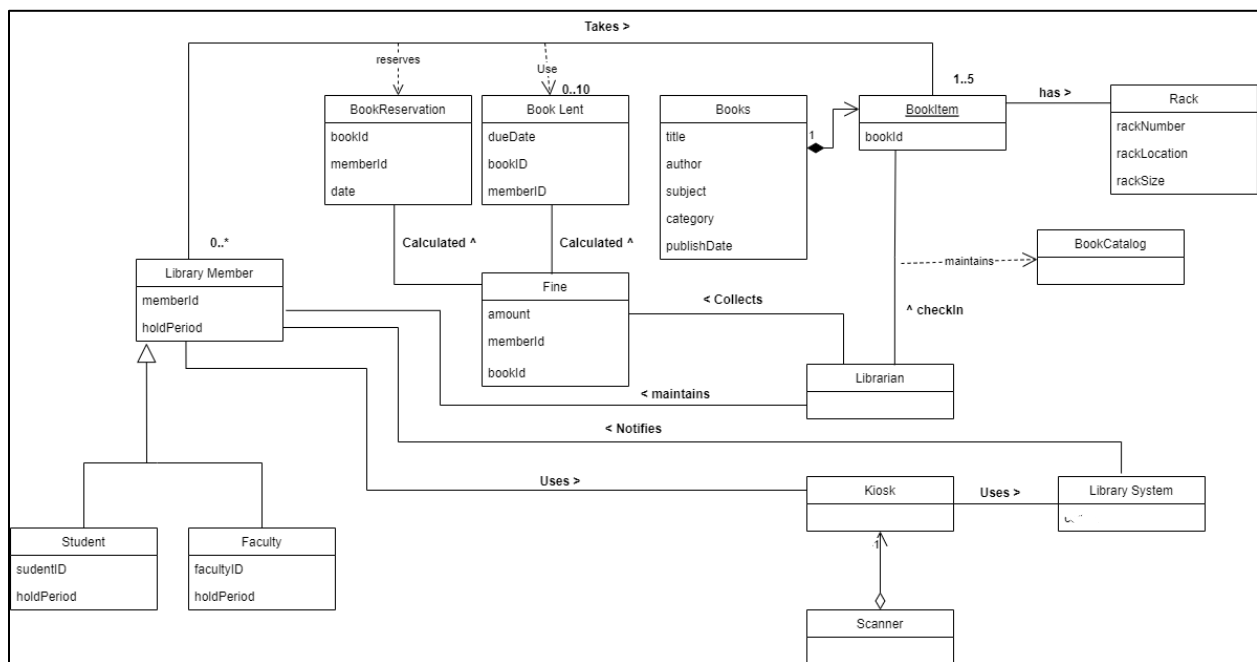 Takes >
reserves
Use
0..10
1..5
BookReservation
bookId
memberId
date
Book Lent
dueDate
bookID
memberID
Books
title
author
subject
category
publishDate
1
BookItem
bookId
has >
Rack
rackNumber
rackLocation
rackSize
0..*
Calculated ^
Calculated ^
BookCatalog
maintains
Library Member
memberId
holdPeriod
Fine
amount
memberId
bookId
< Collects
^ checkIn
Librarian
< maintains
< Notifies
Uses >
Kiosk
Uses >
Library System
1
Student
sudentID
holdPeriod
Faculty
facultyID
holdPeriod
Scanner